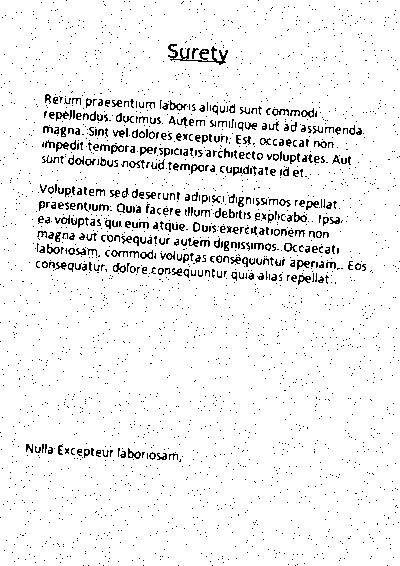 Surety
Rerum praesentium laboris aliquid sunt commodi
repellendus. ducimus. Autem similique aut ad assumenda
magna. Sint vel dolores excepturi. Est. occaecat non
impedit tempora perspiciatis architecto voluptates. Aut
sunt doloribus nostrud tempora cupiditate id et.
Voluptatem sed deserunt adipisci dignissimos repellat.
praesentium. Quia facere illum debitis explicabo. Ipsa
ea voluptas qui eum atque. Duis exercitationem non
magna aut consequatur autem dignissimos. Occaecati
laboriosam. commodi voluptas consequuntur aperiam. Eos
consequatur. dolore consequuntur quia alias repellat.
Nulla Excepteur laboriosam.